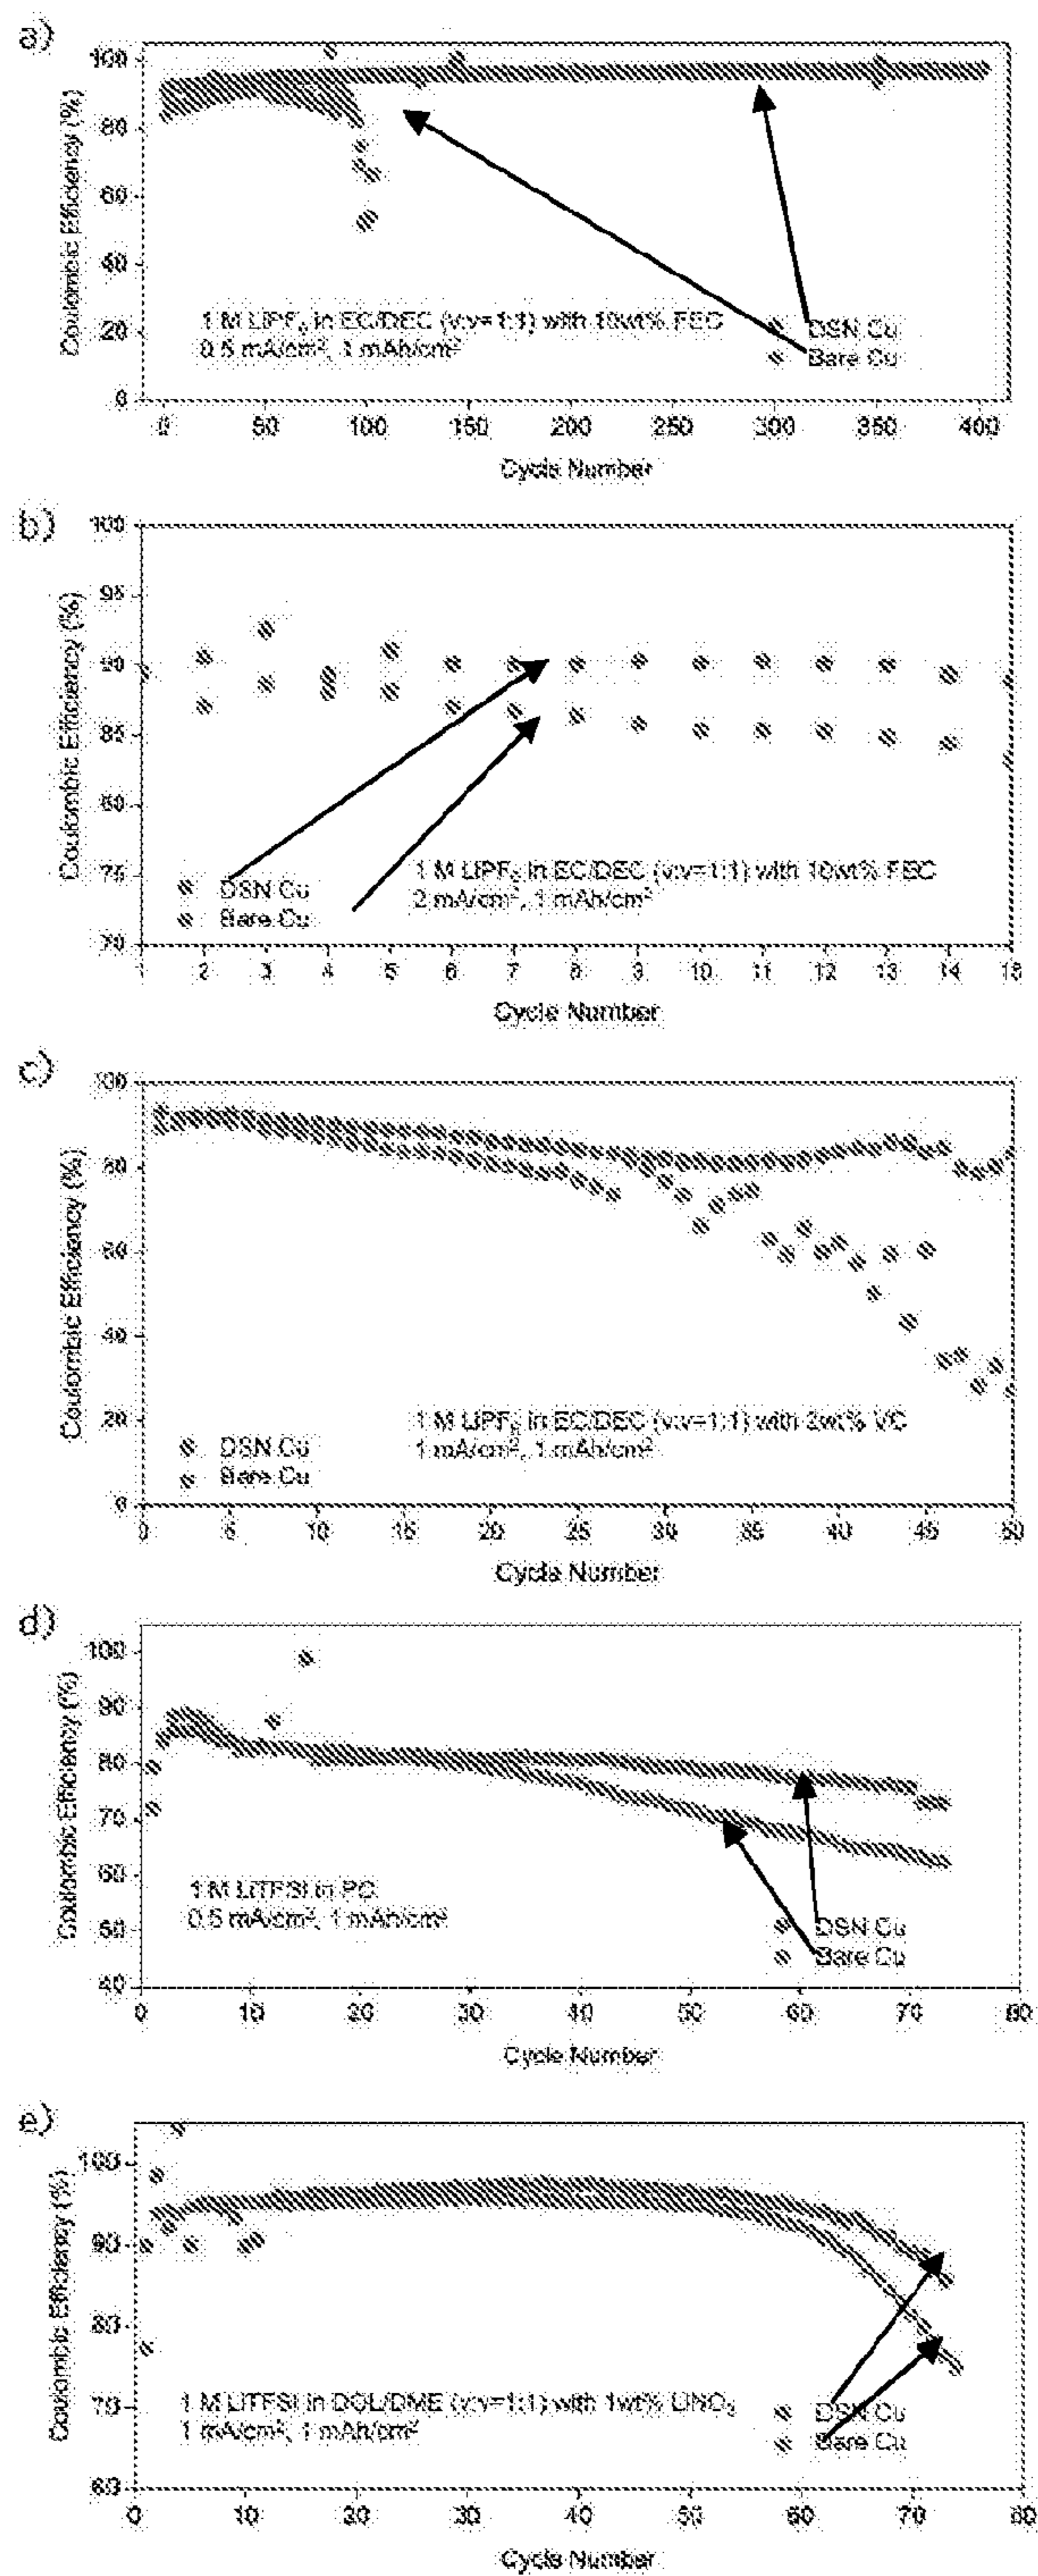 a)
Coulombic Efficiency (%)
100
80
60
40
20
0
1 M LiPF₆ in EC/DEC (v:v=1:1) with 10wt% FEC
0.5 mA/cm², 1 mAh/cm²
DSN Cu
Bare Cu
0 50 100 150 200 250 300 350 400
Cycle Number
b)
Coulombic Efficiency (%)
100
95
90
85
80
75
70
DSN Cu
Bare Cu
1 M LiPF₆ in EC/DEC (v:v=1:1) with 10wt% FEC
2 mA/cm², 1 mAh/cm²
1 2 3 4 5 6 7 8 9 10 11 12 13 14 15
Cycle Number
c)
Coulombic Efficiency (%)
100
80
60
40
20
0
1 M LiPF₆ in EC/DEC (v:v=1:1) with 2wt% VC
1 mA/cm², 1 mAh/cm²
DSN Cu
Bare Cu
0 5 10 15 20 25 30 35 40 45 50
Cycle Number
d)
Coulombic Efficiency (%)
100
90
80
70
60
50
40
1 M LiTFSI in PC
0.5 mA/cm², 1 mAh/cm²
DSN Cu
Bare Cu
0 10 20 30 40 50 60 70 80
Cycle Number
e)
Coulombic Efficiency (%)
100
90
80
70
60
1 M LiTFSI in DOL/DME (v:v=1:1) with 1wt% LiNO₃
1 mA/cm², 1 mAh/cm²
DSN Cu
Bare Cu
0 10 20 30 40 50 60 70 80
Cycle Number